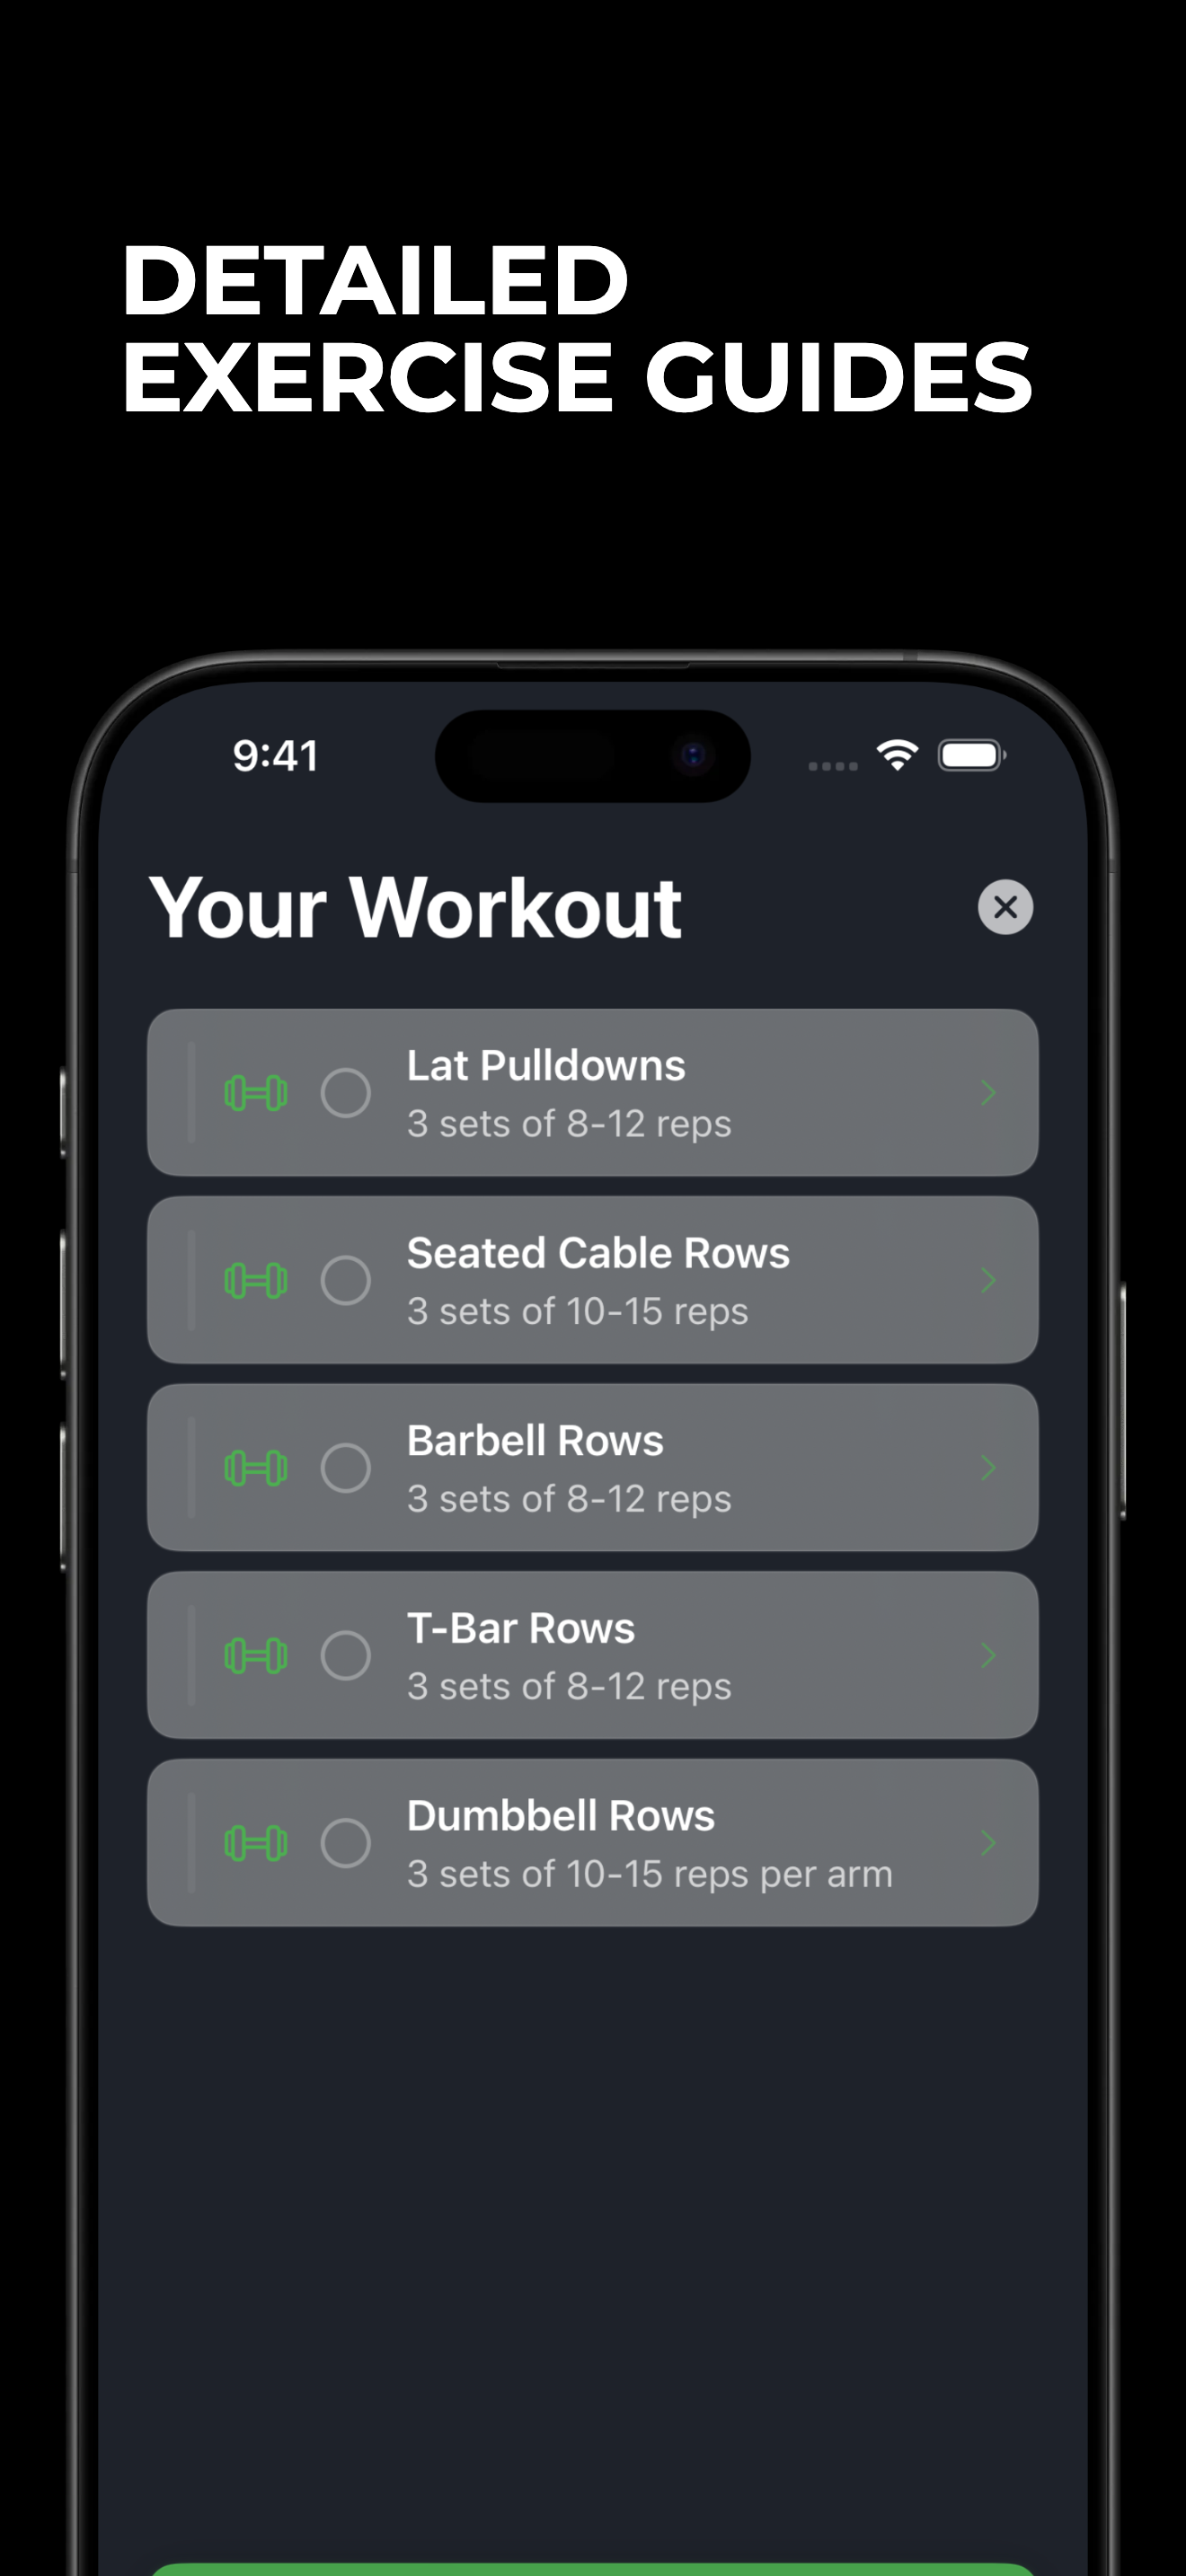 DETAILED
EXERCISE GUIDES
9:41
Your Workout
Lat Pulldowns
3 sets of 8-12 reps
Seated Cable Rows
3 sets of 10-15 reps
Barbell Rows
3 sets of 8-12 reps
T-Bar Rows
3 sets of 8-12 reps
Dumbbell Rows
3 sets of 10-15 reps per arm